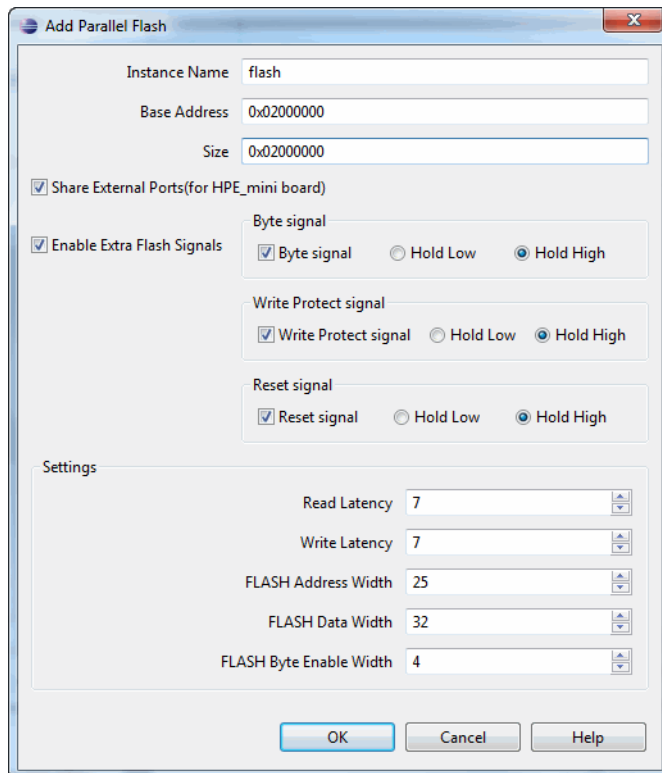 Add Parallel Flash
Instance Name flash
Base Address 0x02000000
Size 0x02000000
Share External Ports(for HPE_mini board)
Enable Extra Flash Signals
Byte signal
Byte signal Hold Low Hold High
Write Protect signal
Write Protect signal Hold Low Hold High
Reset signal
Reset signal Hold Low Hold High
Settings
Read Latency 7
Write Latency 7
FLASH Address Width 25
FLASH Data Width 32
FLASH Byte Enable Width 4
OK Cancel Help